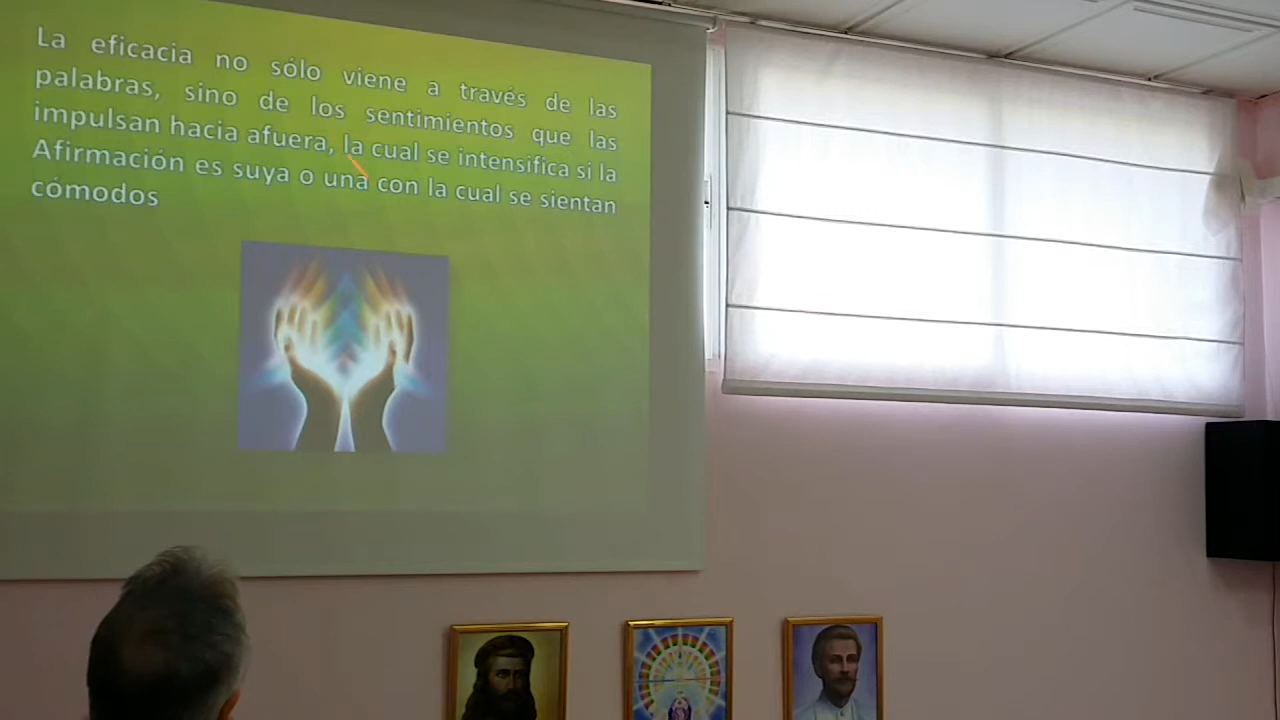 La eficacia no sólo viene a través de las
palabras, sino de los sentimientos que las
impulsan hacia afuera, la cual se intensifica si la
Afirmación es suya o una con la cual se sientan
cómodos